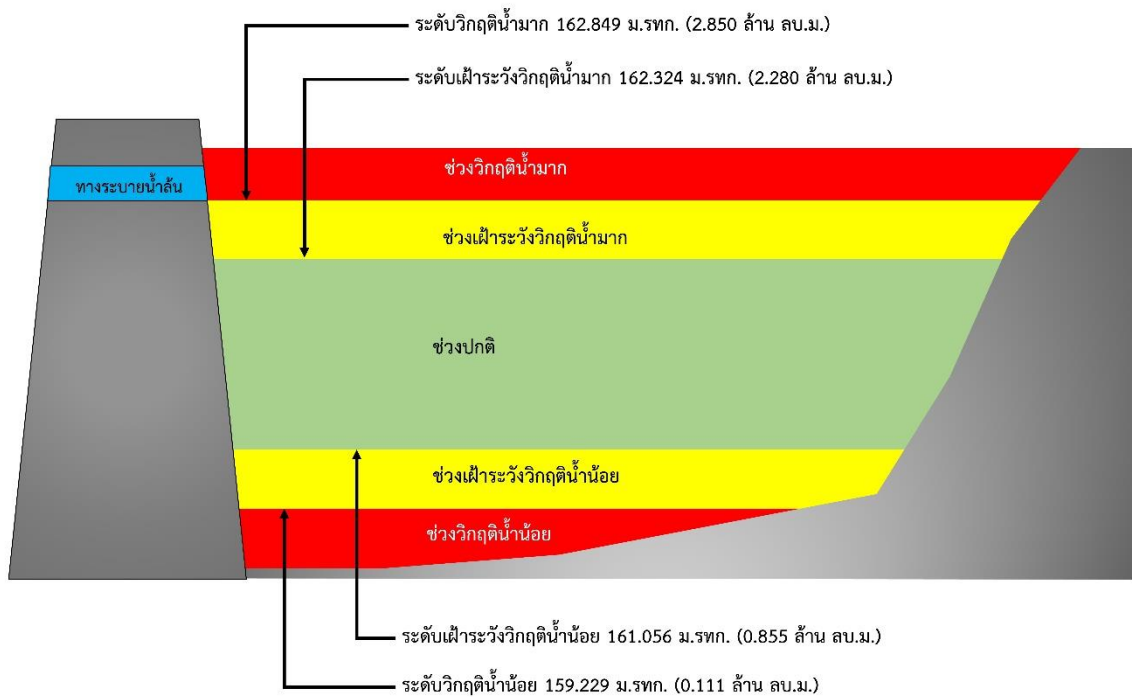 ระดับวิกฤติน้ำมาก 162.849 ม.รทก. (2.850 ล้าน ลบ.ม.)
ระดับเฝ้าระวังวิกฤติน้ำมาก 162.324 ม.รทก. (2.280 ล้าน ลบ.ม.)
ช่วงวิกฤติน้ำมาก
ทางระบายน้ำล้น
ช่วงเฝ้าระวังวิกฤติน้ำมาก
ช่วงปกติ
ช่วงเฝ้าระวังวิกฤติน้ำน้อย
ช่วงวิกฤติน้ำน้อย
ระดับเฝ้าระวังวิกฤติน้ำน้อย 161.056 ม.รทก. (0.855 ล้าน ลบ.ม.)
ระดับวิกฤติน้ำน้อย 159.229 ม.รทก. (0.111 ล้าน ลบ.ม.)